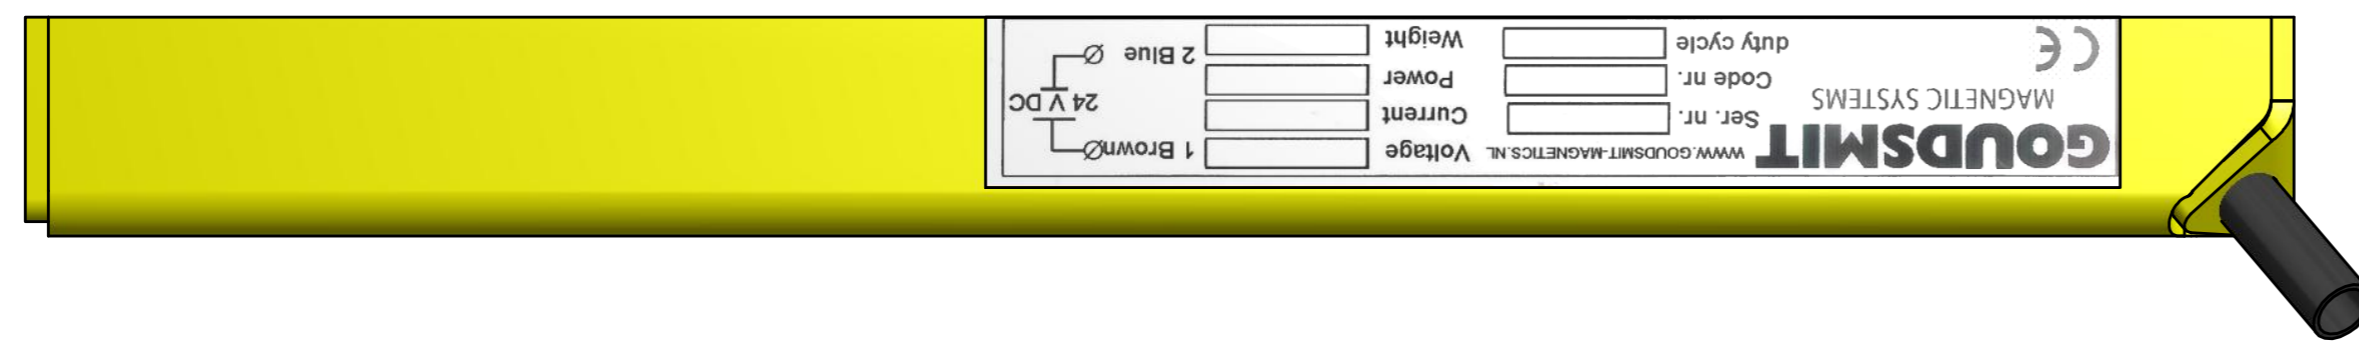 GOUDSMIT
MAGNETIC SYSTEMS
CE
WWW.GOUDSMIT-MAGNETICS.NL
Ser. nr.
Code nr.
duty cycle
Voltage
Current
Power
Weight
1 Brown
24 V DC
2 Blue